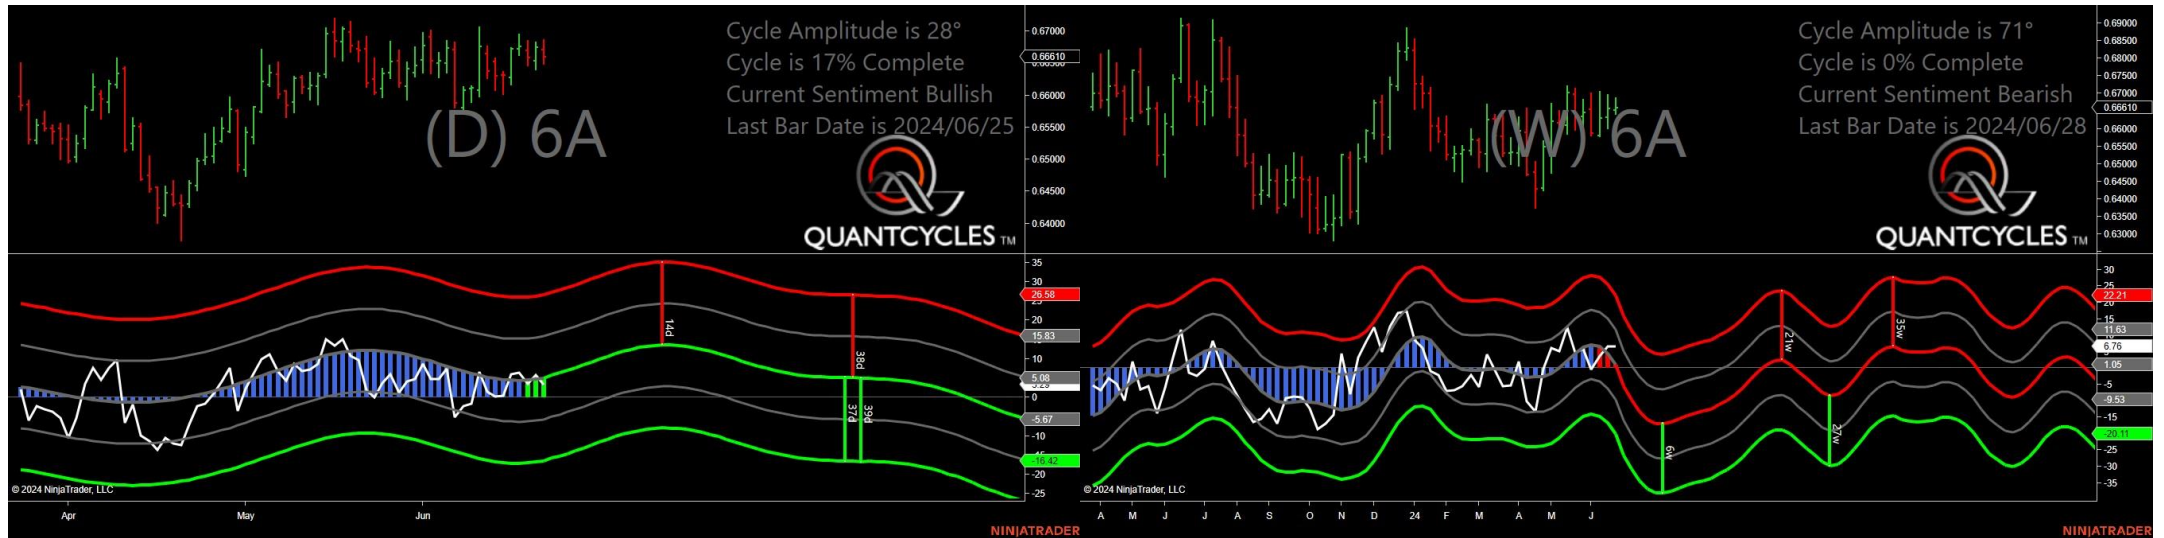 Cycle Amplitude is 28°
Cycle is 17% Complete
Current Sentiment Bullish
Last Bar Date is 2024/06/25
(D) 6A
QUANTCYCLES TM
0.67000
0.66610
0.66000
0.65500
0.65000
0.64500
0.64000
35
30
26.58
20
15.83
10
5.08
0
-5.67
-10
-16.42
-20
-25
14d
38d
37d
39d
© 2024 NinjaTrader, LLC
Apr May Jun
NINJATRADER
Cycle Amplitude is 71°
Cycle is 0% Complete
Current Sentiment Bearish
Last Bar Date is 2024/06/28
(W) 6A
QUANTCYCLES TM
0.69000
0.68500
0.68000
0.67500
0.67000
0.66610
0.66000
0.65500
0.65000
0.64500
0.64000
0.63500
0.63000
30
25
22.21
15
11.63
6.76
1.05
-5
-9.53
-15
-20.11
-25
-30
-35
6w
21w
27w
35w
© 2024 NinjaTrader, LLC
A M J J A S O N D 24 F M A M J
NINJATRADER